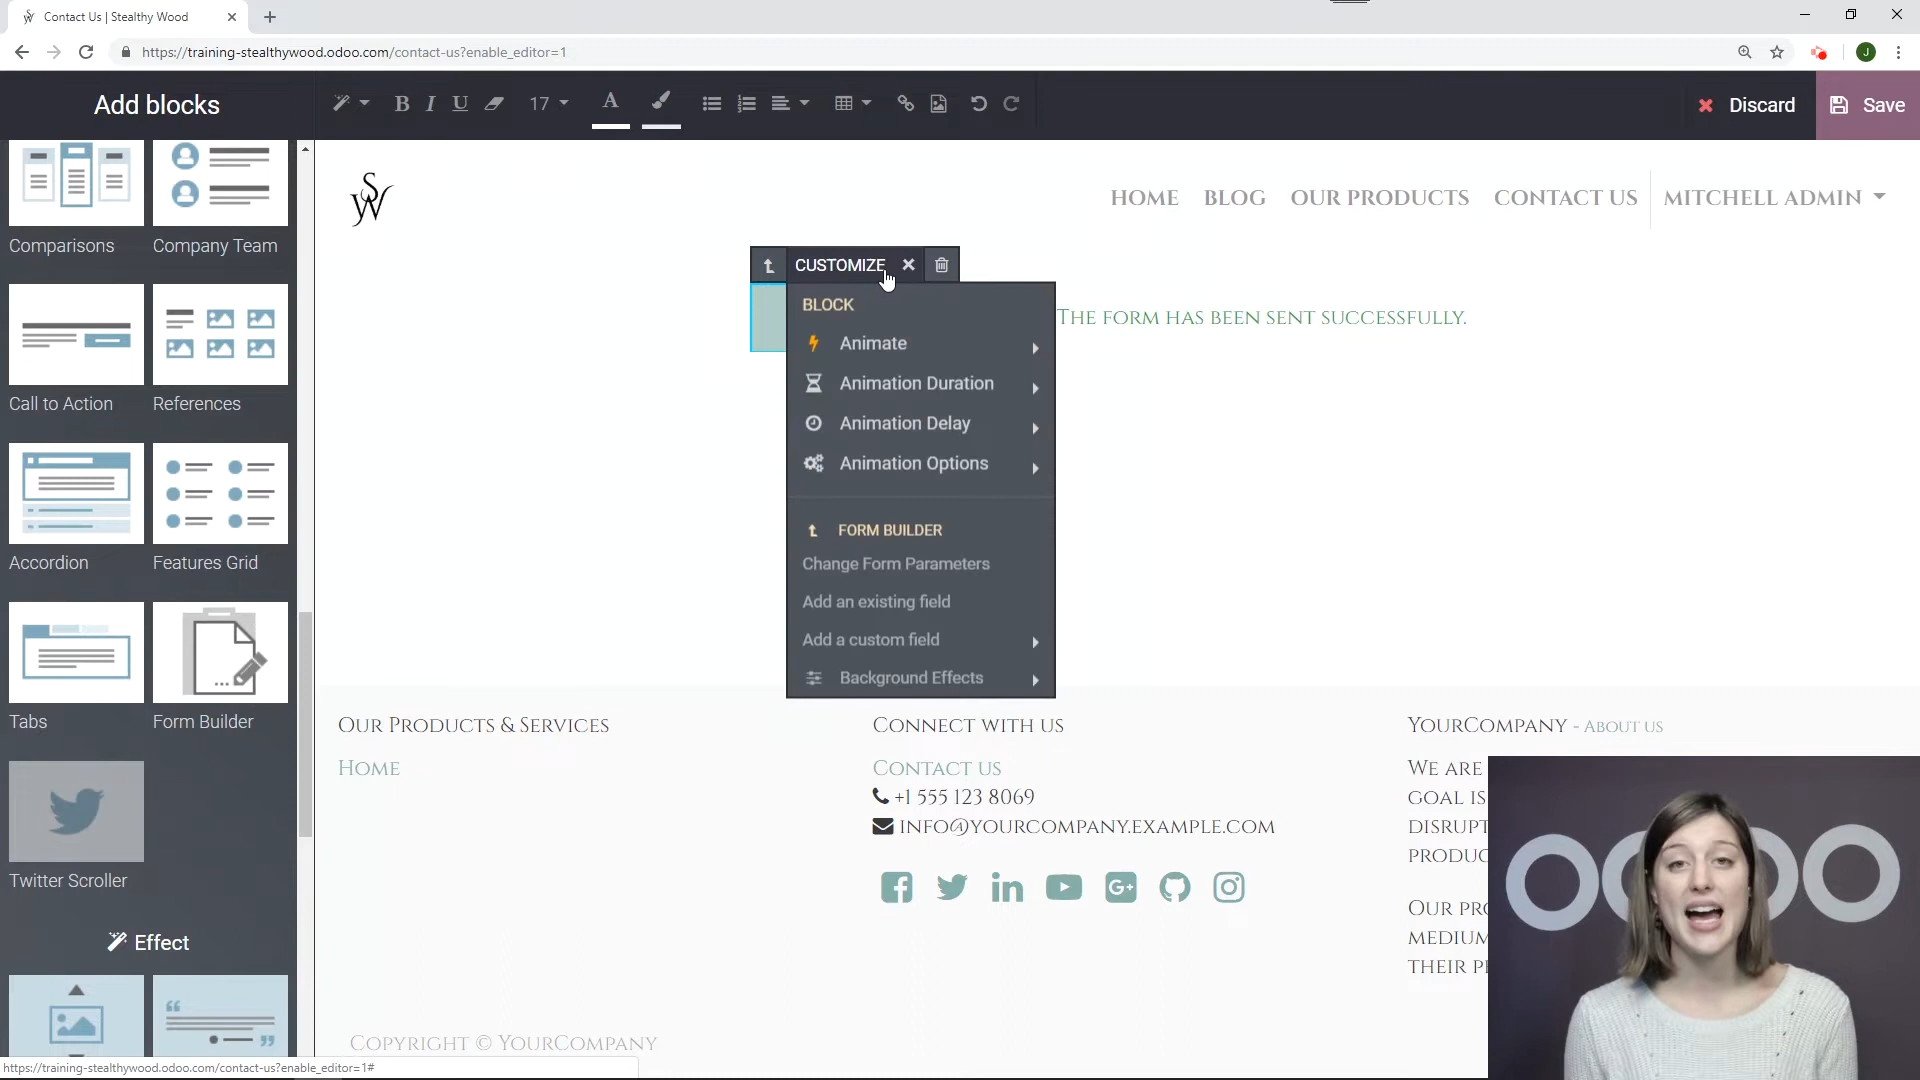 Contact Us | Stealthy Wood
https://training-stealthywood.odoo.com/contact-us?enable_editor=1
J
Add blocks
B I U 17 A
Discard
Save
Comparisons
Company Team
Call to Action
References
Accordion
Features Grid
Tabs
Form Builder
Twitter Scroller
Effect
SW
HOME BLOG OUR PRODUCTS CONTACT US MITCHELL ADMIN
CUSTOMIZE
BLOCK
Animate
Animation Duration
Animation Delay
Animation Options
FORM BUILDER
Change Form Parameters
Add an existing field
Add a custom field
Background Effects
The form has been sent successfully.
Our Products & Services
Home
Connect with us
Contact us
+1 555 123 8069
info@yourcompany.example.com
G+
YourCompany - About us
We are
goal is
disrupt
Our
medium
Copyright © YourCompany
https://training-stealthywood.odoo.com/contact-us?enable_editor=1#
odoo